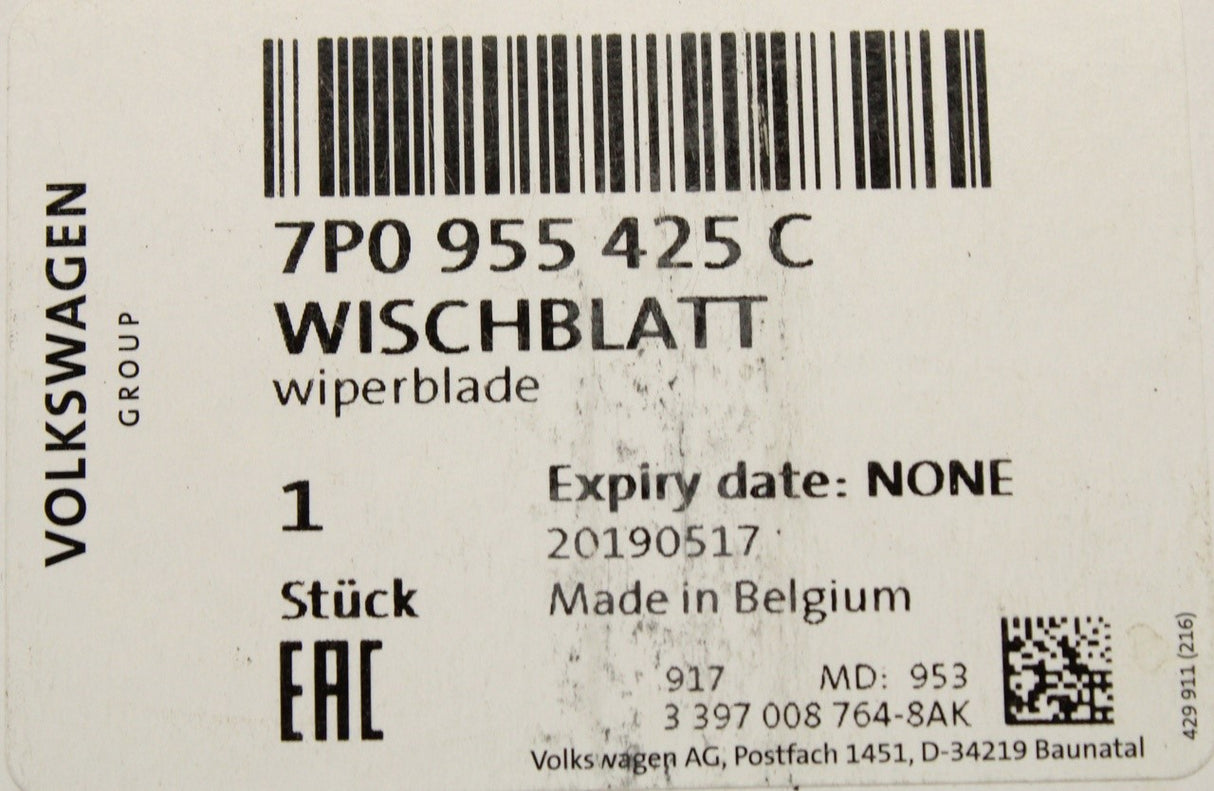 VOLKSWAGEN
GROUP
7P0 955 425 C
WISCHBLATT
wiperblade
1
Expiry date: NONE
20190517
Stück
Made in Belgium
EAC
917 MD: 953
3 397 008 764-8AK
Volkswagen AG, Postfach 1451, D-34219 Baunatal
429 911 (216)